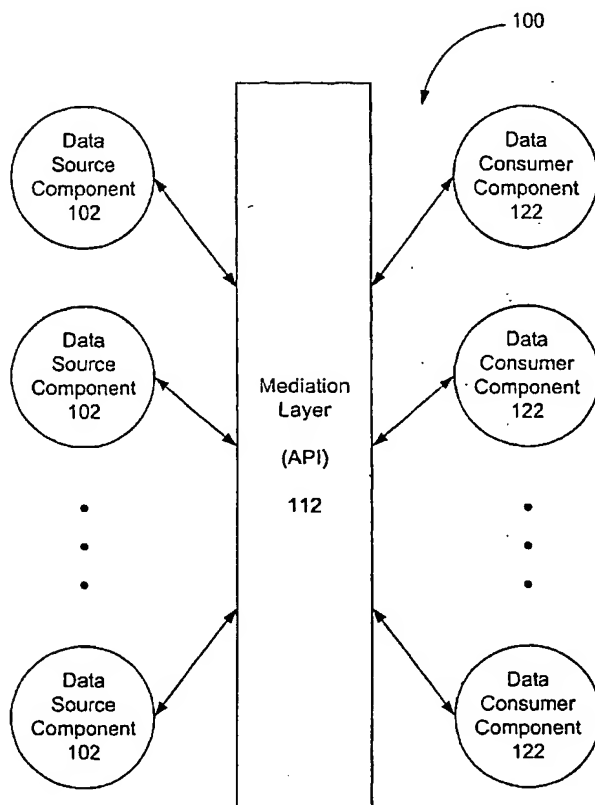 100
Data
Source
Component
102
Data
Consumer
Component
122
Data
Source
Component
102
Mediation
Layer
(API)
112
Data
Consumer
Component
122
Data
Source
Component
102
Data
Consumer
Component
122